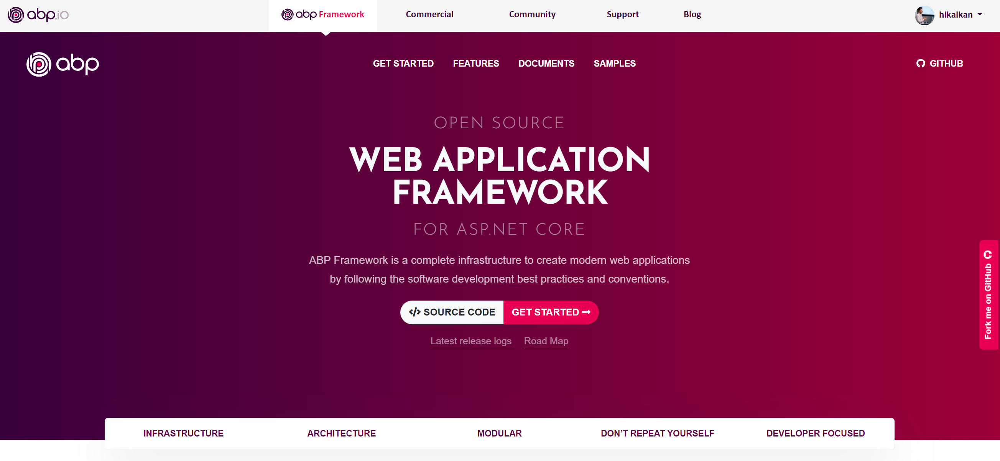 abp.io
abp Framework
Commercial
Community
Support
Blog
hikalkan
abp
GET STARTED
FEATURES
DOCUMENTS
SAMPLES
GITHUB
OPEN SOURCE
WEB APPLICATION
FRAMEWORK
FOR ASP.NET CORE
ABP Framework is a complete infrastructure to create modern web applications
by following the software development best practices and conventions.
</> SOURCE CODE
GET STARTED
Latest release logs
Road Map
Fork me on GitHub
INFRASTRUCTURE
ARCHITECTURE
MODULAR
DON’T REPEAT YOURSELF
DEVELOPER FOCUSED